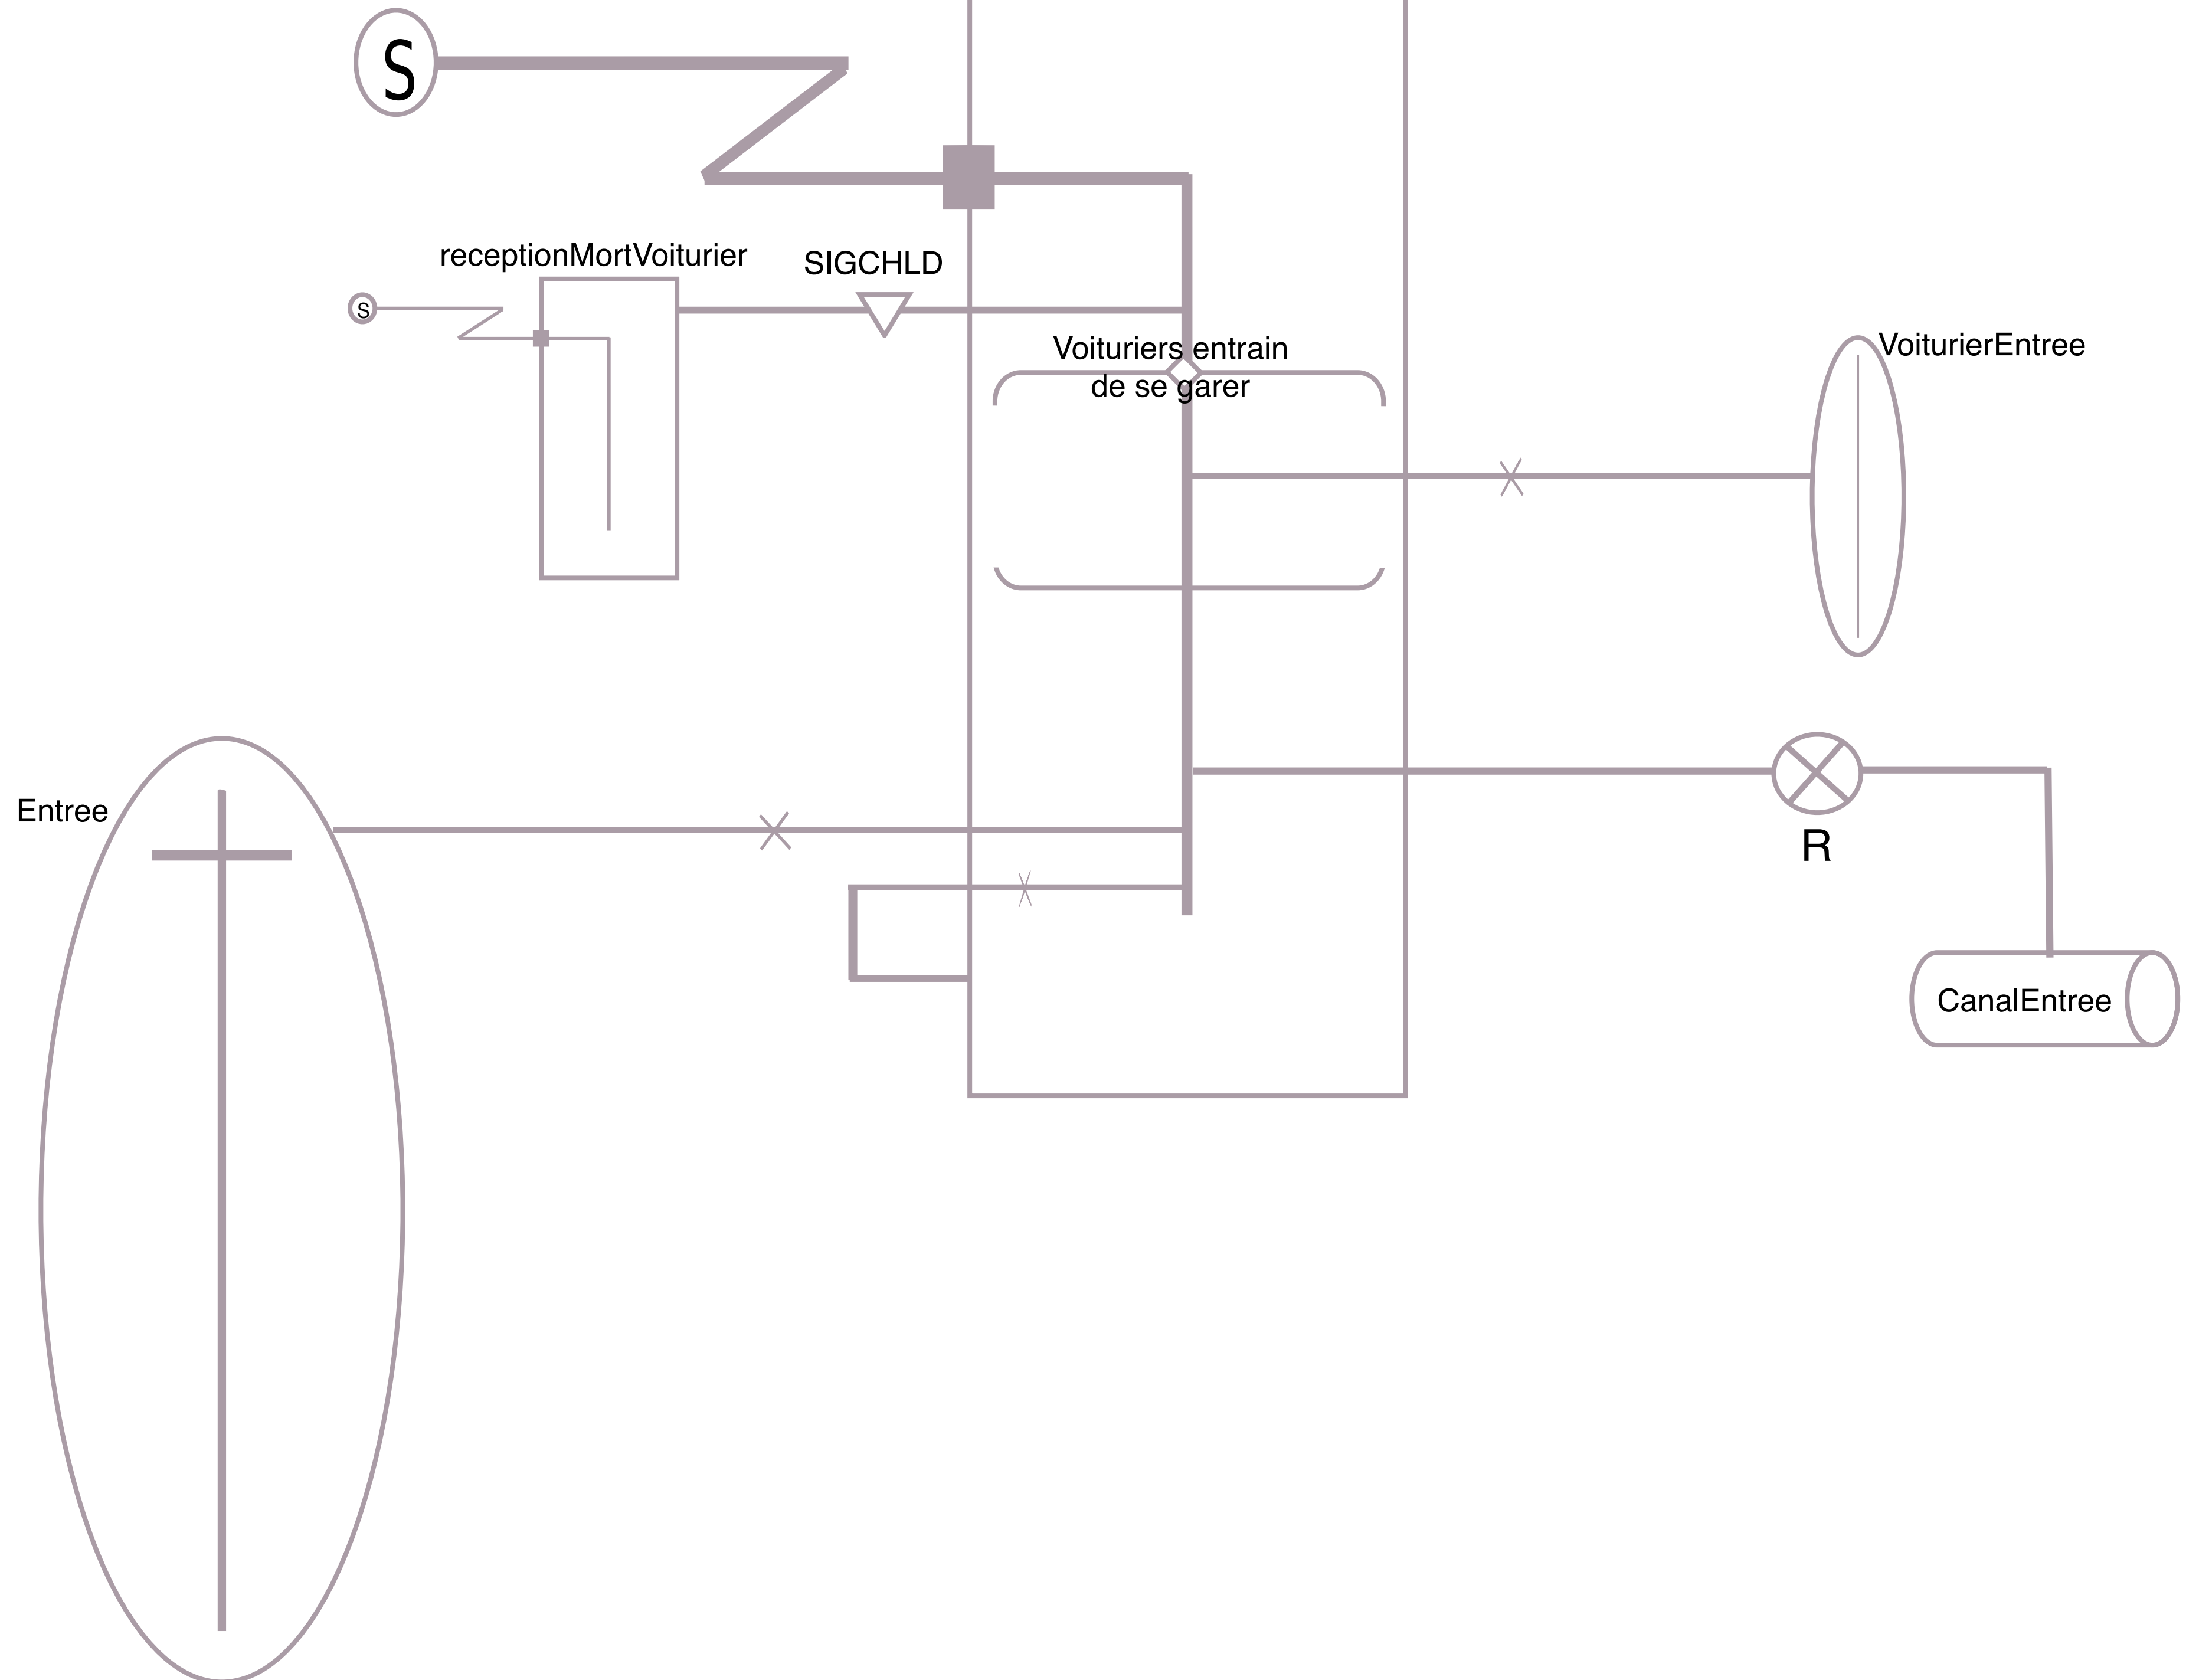 S
receptionMortVoiturier
SIGCHLD
S
Voituriers entrain
de se garer
VoiturierEntree
Entree
R
CanalEntree